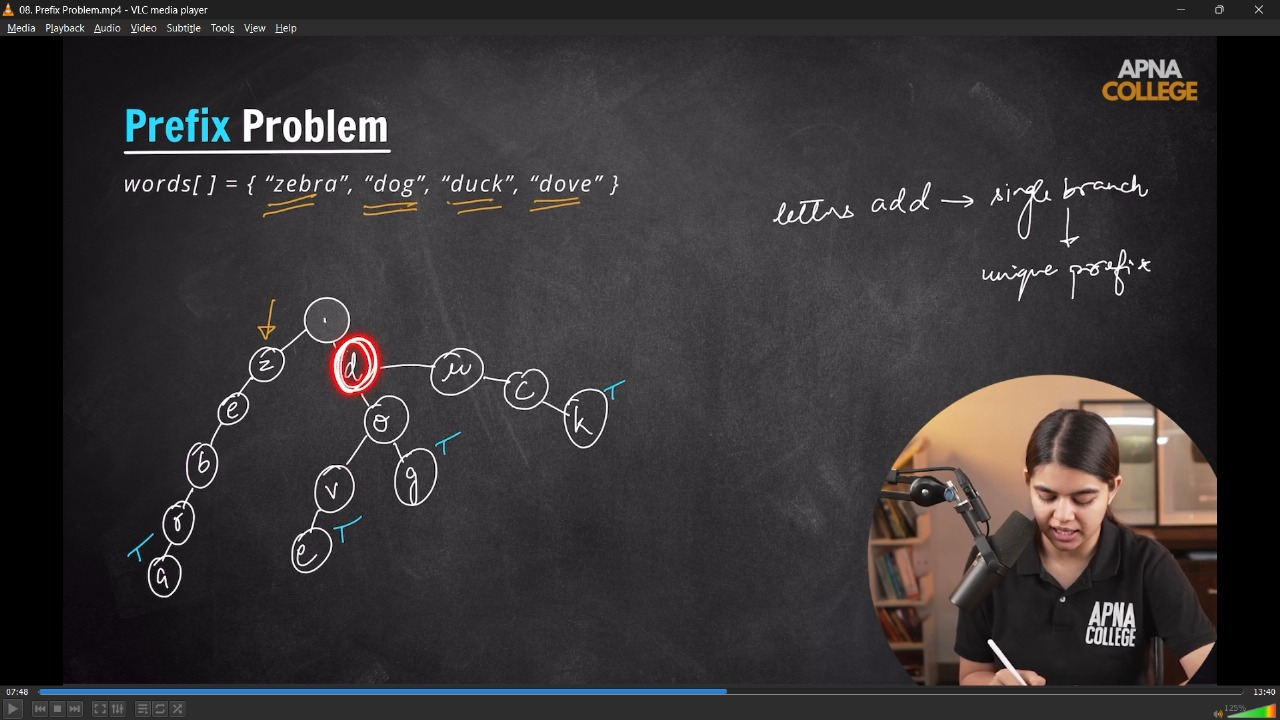 08. Prefix Problem.mp4 - VLC media player
Media Playback Audio Video Subtitle Tools View Help
APNA
COLLEGE
Prefix Problem
words[ ] = { “zebra”, “dog”, “duck”, “dove” }
letters add → single branch
↓
unique prefix
.
z d u c k T
e o
b v g T
r e T
a T
APNA
COLLEGE
07:48 13:40
125%